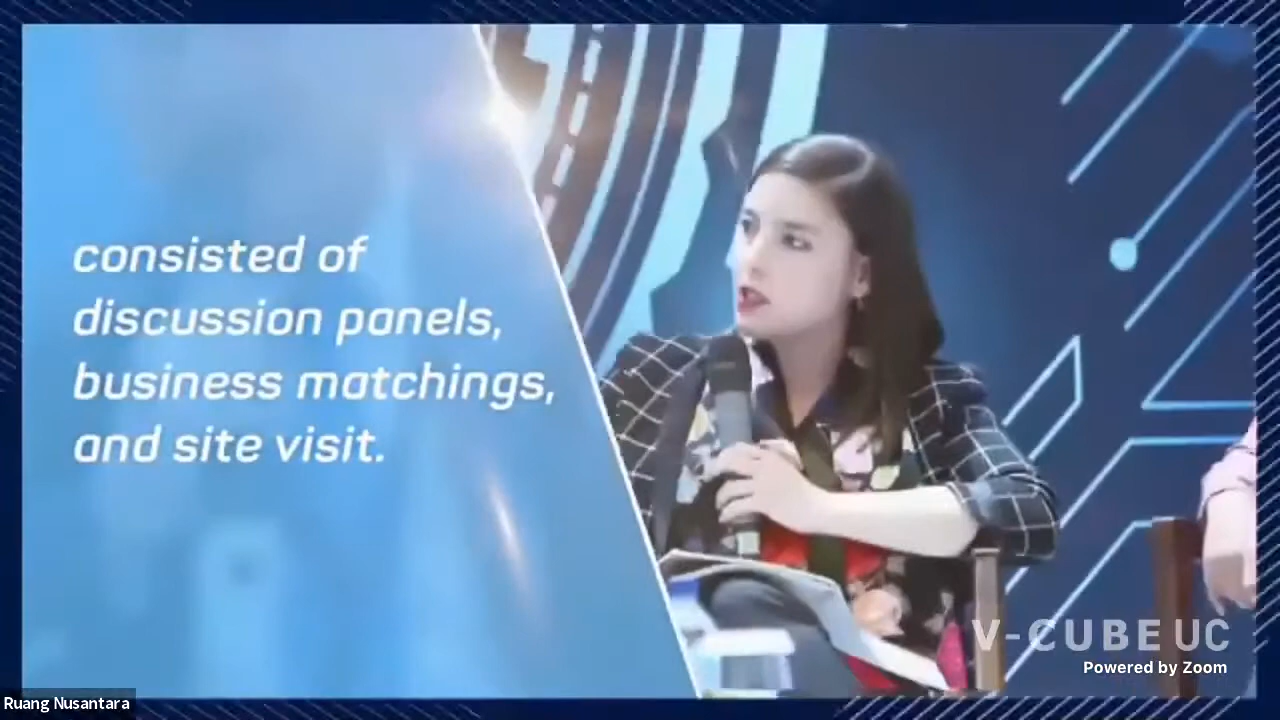 consisted of
discussion panels,
business matchings,
and site visit.
V-CUBE UC
Powered by Zoom
Ruang Nusantara